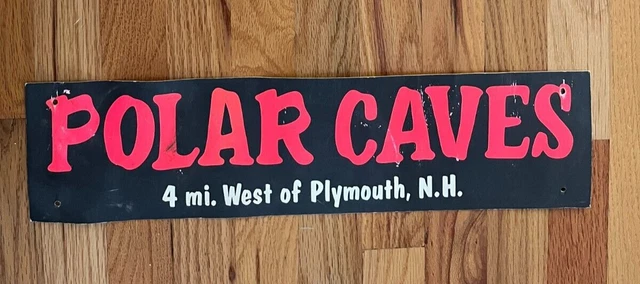 POLAR CAVES
4 mi. West of Plymouth, N.H.